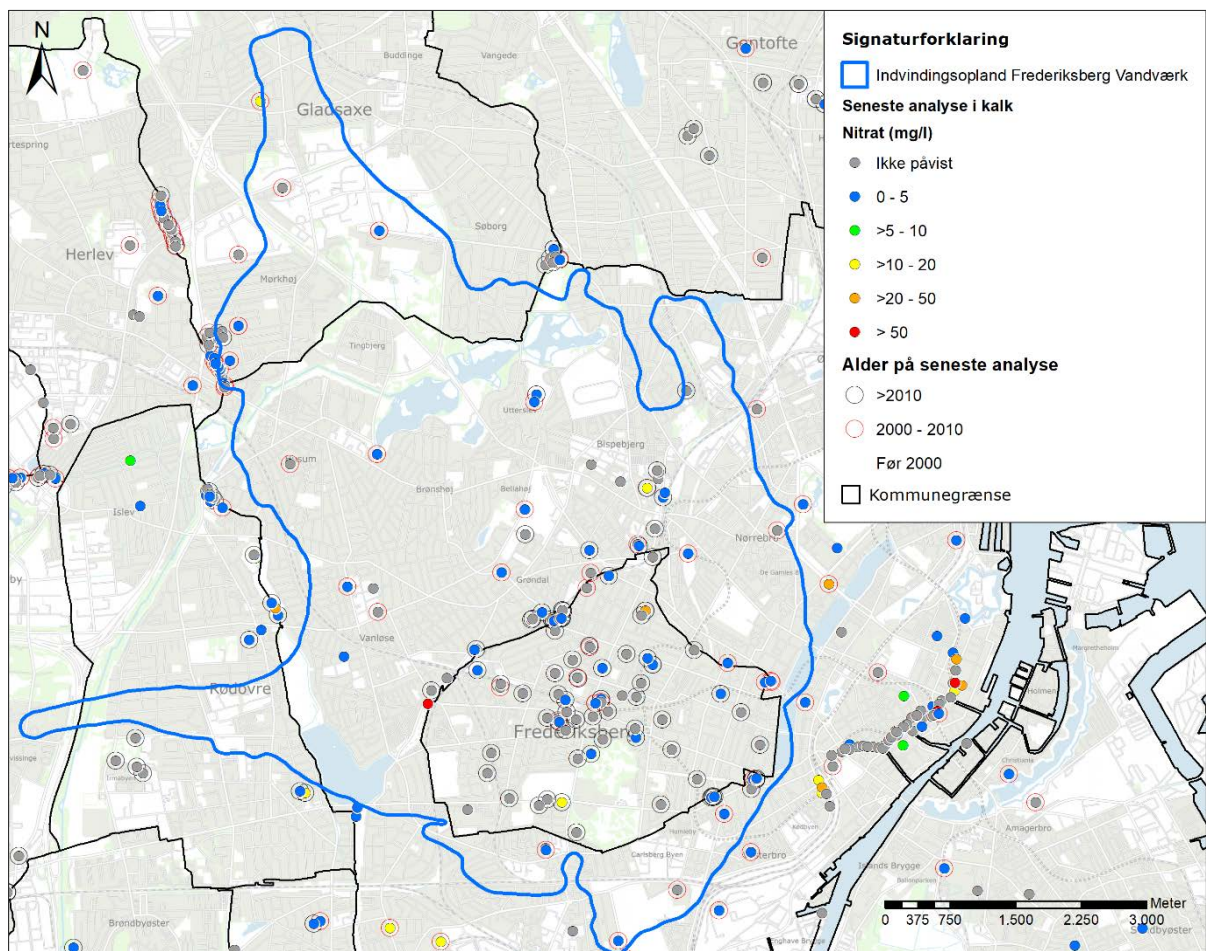 N
Buddinge
Vangede
Gentofte
Gladsaxe
Herlev
Søborg
Mørkhøj
Tingbjerg
Utterslev
Bispebjerg
Islev
Brønshøj
Bellahøj
Nørrebro
Grøndal
Vanløse
Rødovre
Frederiksberg
Holmen
Christiania
Amagerbro
Humleby
Carlsberg Byen
Islands Brygge
Brøndbyøster
Enghave Brygge
Signaturforklaring
Indvindingsopland Frederiksberg Vandværk
Seneste analyse i kalk
Nitrat (mg/l)
Ikke påvist
0 - 5
>5 - 10
>10 - 20
>20 - 50
> 50
Alder på seneste analyse
>2010
2000 - 2010
Før 2000
Kommunegrænse
Meter
0 375 750 1.500 2.250 3.000